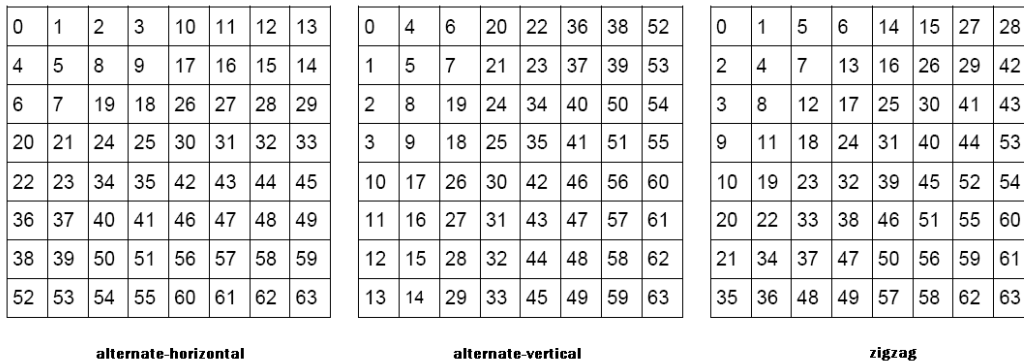 0 1 2 3 10 11 12 13
4 5 8 9 17 16 15 14
6 7 19 18 26 27 28 29
20 21 24 25 30 31 32 33
22 23 34 35 42 43 44 45
36 37 40 41 46 47 48 49
38 39 50 51 56 57 58 59
52 53 54 55 60 61 62 63
alternate-horizontal
0 4 6 20 22 36 38 52
1 5 7 21 23 37 39 53
2 8 19 24 34 40 50 54
3 9 18 25 35 41 51 55
10 17 26 30 42 46 56 60
11 16 27 31 43 47 57 61
12 15 28 32 44 48 58 62
13 14 29 33 45 49 59 63
alternate-vertical
0 1 5 6 14 15 27 28
2 4 7 13 16 26 29 42
3 8 12 17 25 30 41 43
9 11 18 24 31 40 44 53
10 19 23 32 39 45 52 54
20 22 33 38 46 51 55 60
21 34 37 47 50 56 59 61
35 36 48 49 57 58 62 63
zigzag